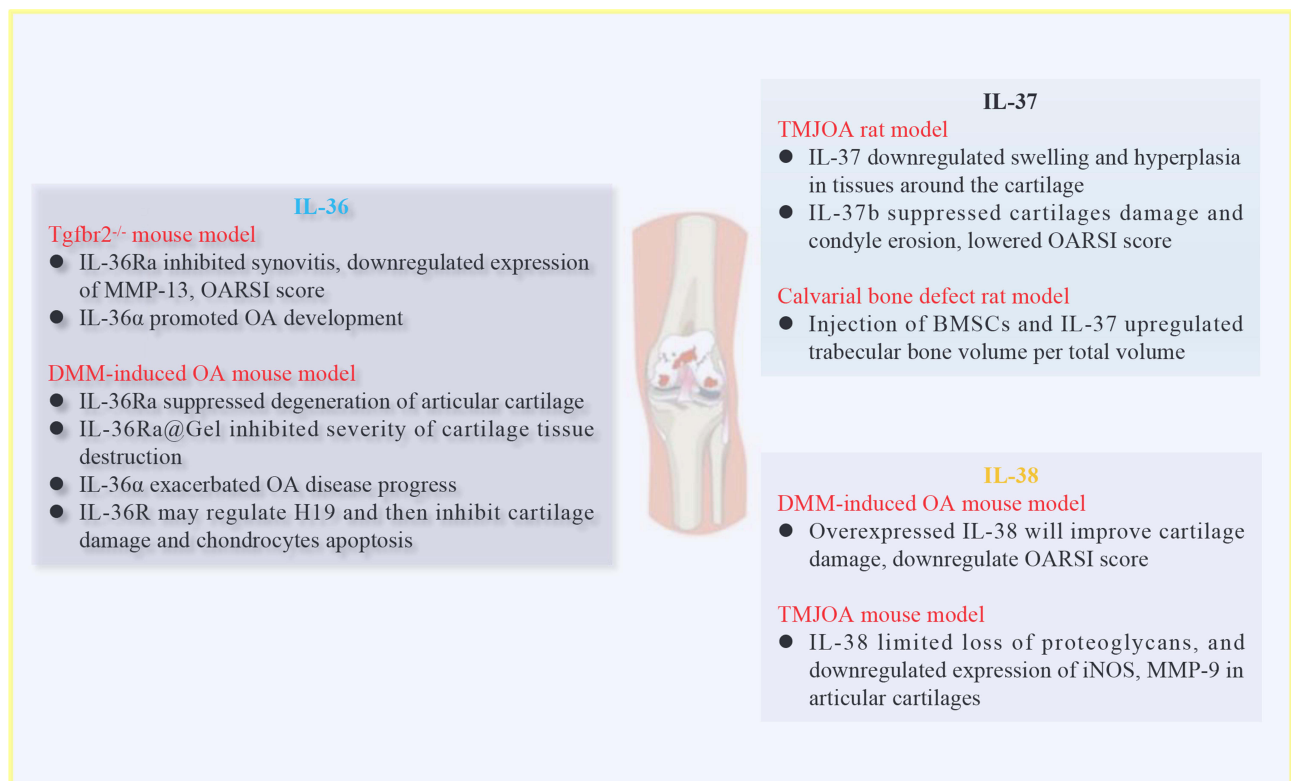 IL-36
Tgfbr2-/- mouse model
● IL-36Ra inhibited synovitis, downregulated expression
of MMP-13, OARSI score
● IL-36α promoted OA development
DMM-induced OA mouse model
● IL-36Ra suppressed degeneration of articular cartilage
● IL-36Ra@Gel inhibited severity of cartilage tissue
destruction
● IL-36α exacerbated OA disease progress
● IL-36R may regulate H19 and then inhibit cartilage
damage and chondrocytes apoptosis
IL-37
TMJOA rat model
● IL-37 downregulated swelling and hyperplasia
in tissues around the cartilage
● IL-37b suppressed cartilages damage and
condyle erosion, lowered OARSI score
Calvarial bone defect rat model
● Injection of BMSCs and IL-37 upregulated
trabecular bone volume per total volume
IL-38
DMM-induced OA mouse model
● Overexpressed IL-38 will improve cartilage
damage, downregulate OARSI score
TMJOA mouse model
● IL-38 limited loss of proteoglycans, and
downregulated expression of iNOS, MMP-9 in
articular cartilages